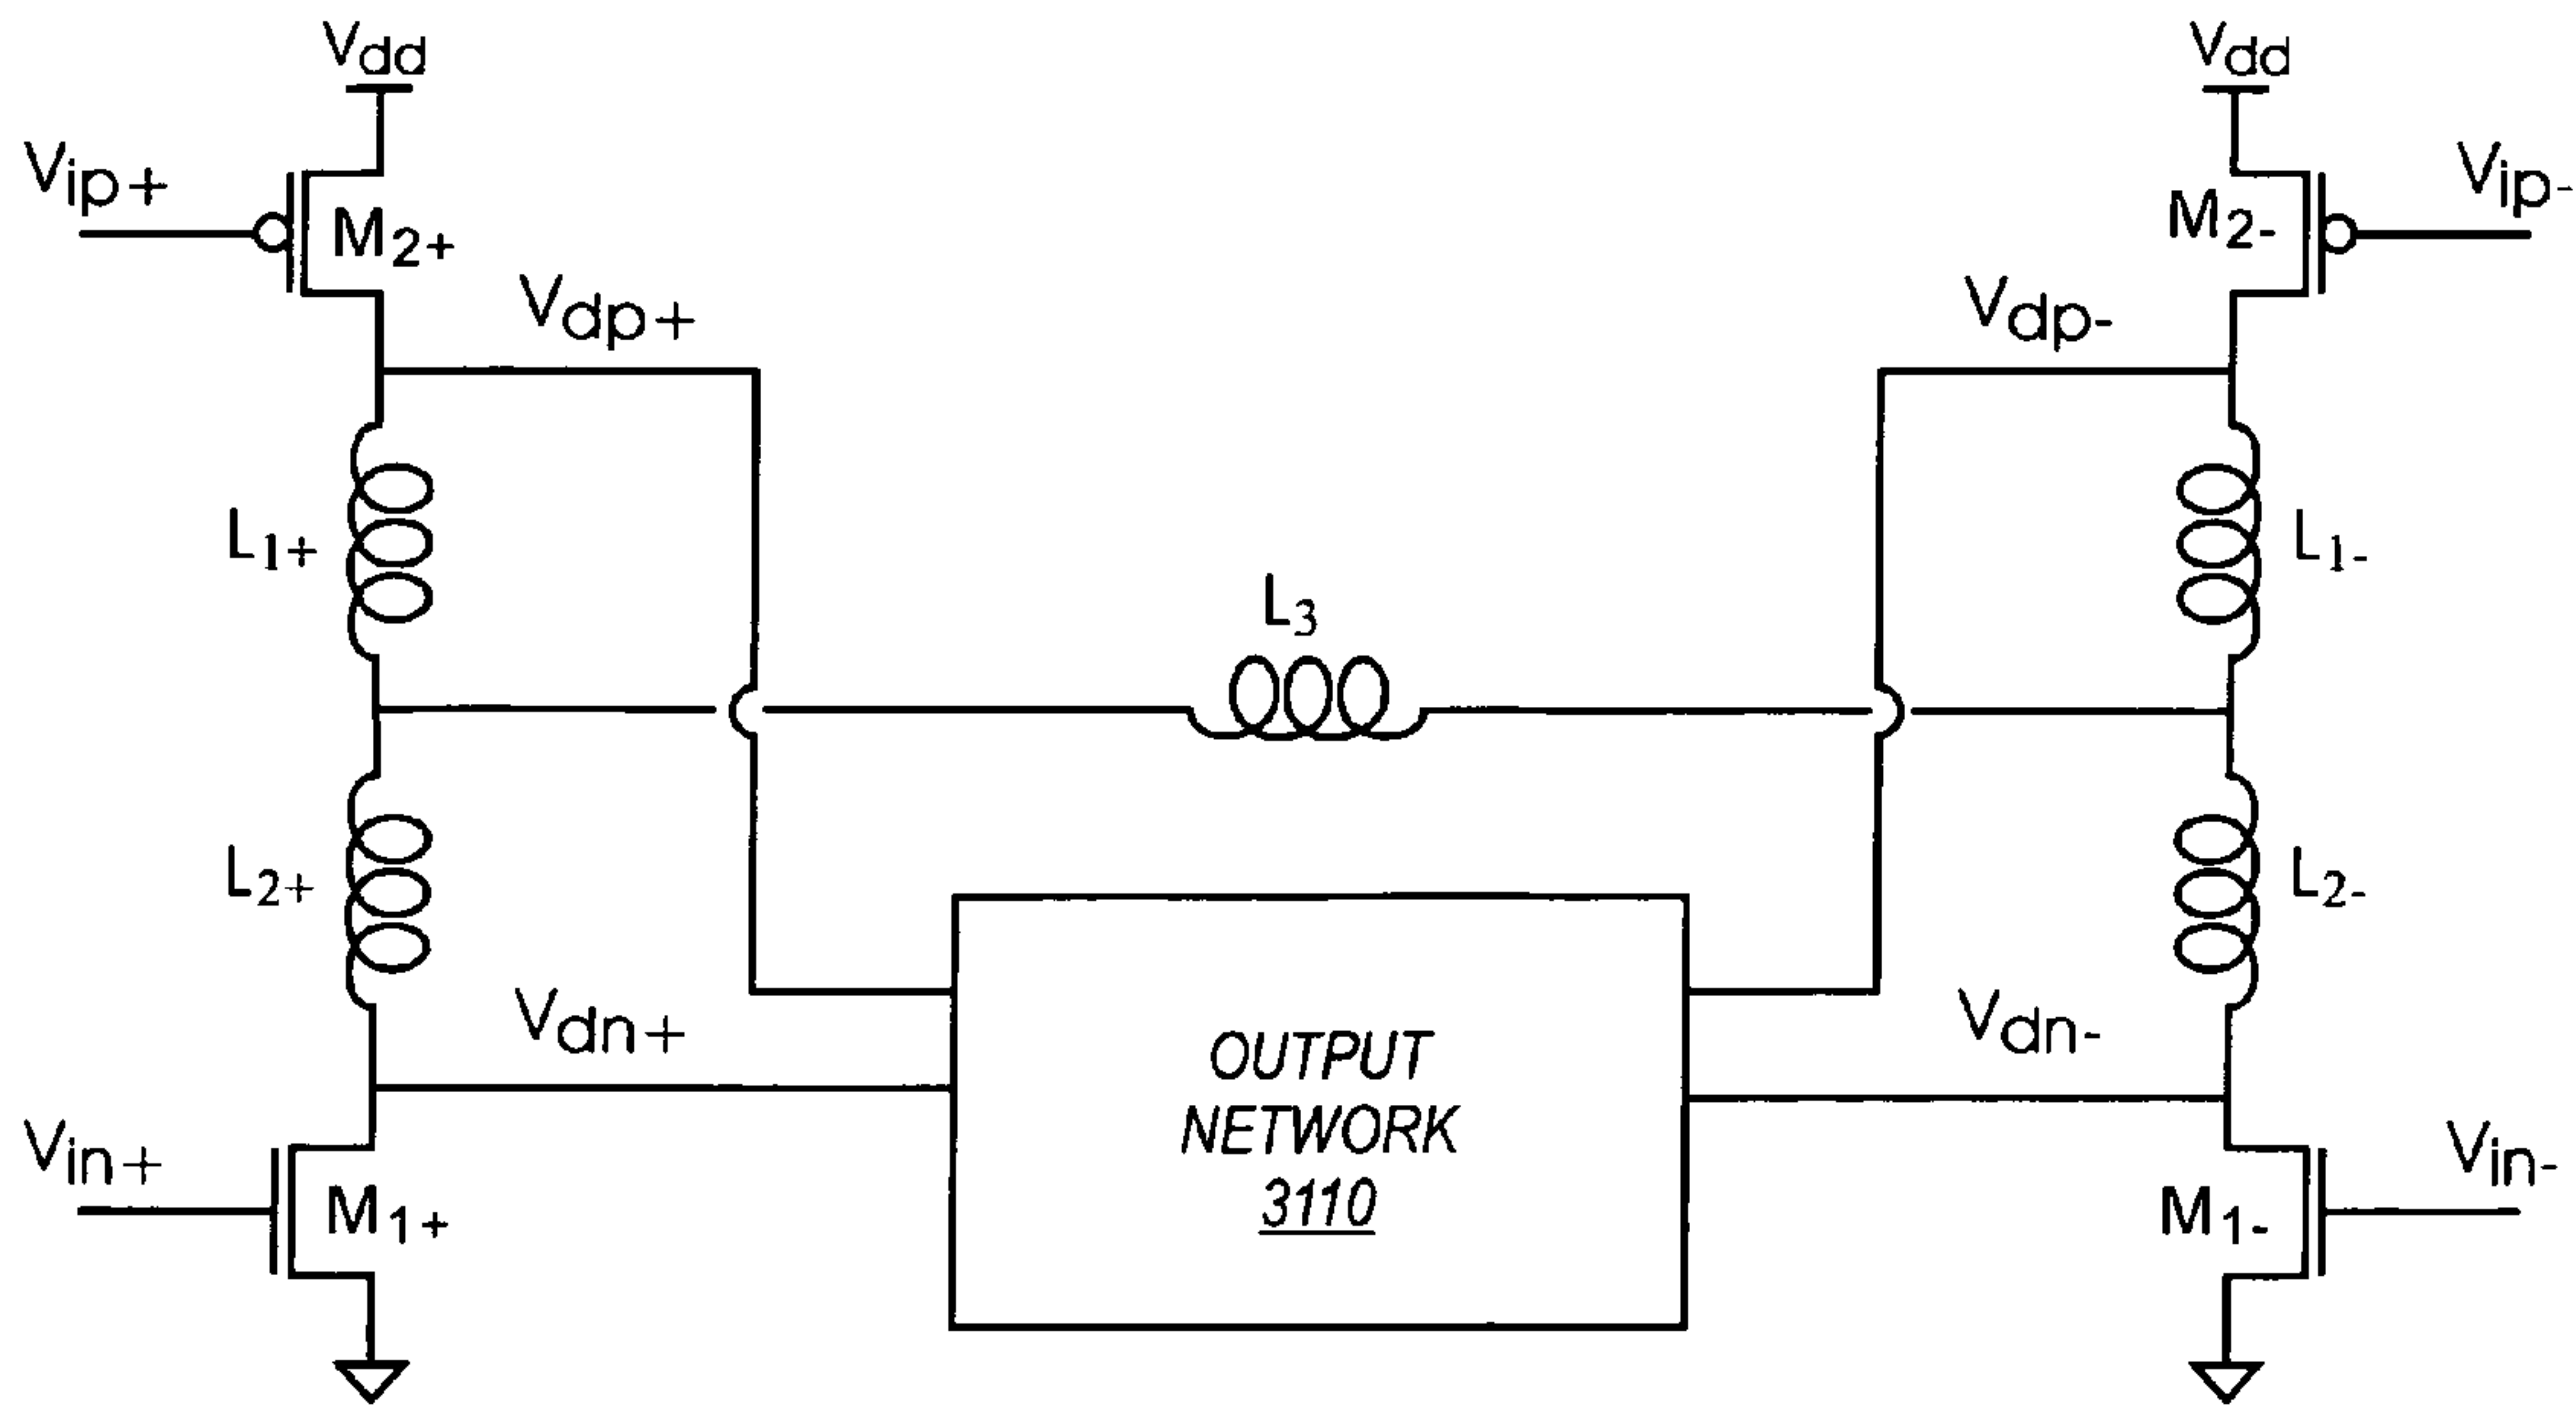 Vdd
Vdd
Vip+
Vip-
M2+
M2-
Vdp+
Vdp-
L1+
L1-
L3
L2+
L2-
Vdn+
Vdn-
OUTPUT
NETWORK
3110
Vin+
Vin-
M1+
M1-